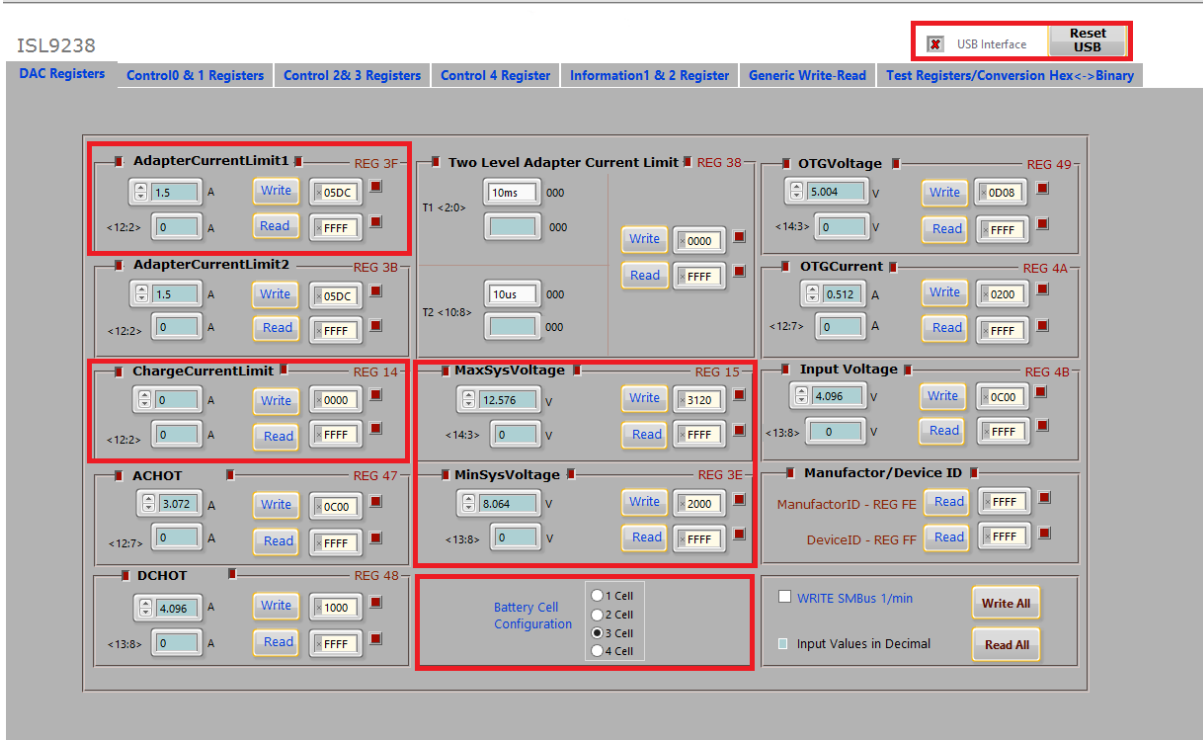 ISL9238
USB Interface
Reset USB
DAC Registers
Control0 & 1 Registers
Control 2& 3 Registers
Control 4 Register
Information1 & 2 Register
Generic Write-Read
Test Registers/Conversion Hex<->Binary
AdapterCurrentLimit1 REG 3F
1.5 A Write ×05DC
<12:2> 0 A Read ×FFFF
AdapterCurrentLimit2 REG 3B
1.5 A Write ×05DC
<12:2> 0 A Read ×FFFF
ChargeCurrentLimit REG 14
0 A Write ×0000
<12:2> 0 A Read ×FFFF
ACHOT REG 47
3.072 A Write ×0C00
<12:7> 0 A Read ×FFFF
DCHOT REG 48
4.096 A Write ×1000
<13:8> 0 A Read ×FFFF
Two Level Adapter Current Limit REG 38
10ms 000
T1 <2:0>
000
Write ×0000
Read ×FFFF
10us 000
T2 <10:8>
000
MaxSysVoltage REG 15
12.576 V Write ×3120
<14:3> 0 V Read ×FFFF
MinSysVoltage REG 3E
8.064 V Write ×2000
<13:8> 0 V Read ×FFFF
Battery Cell
Configuration
1 Cell
2 Cell
3 Cell
4 Cell
OTGVoltage REG 49
5.004 V Write ×0D08
<14:3> 0 V Read ×FFFF
OTGCurrent REG 4A
0.512 A Write ×0200
<12:7> 0 A Read ×FFFF
Input Voltage REG 4B
4.096 V Write ×0C00
<13:8> 0 V Read ×FFFF
Manufactor/Device ID
ManufactorID - REG FE Read ×FFFF
DeviceID - REG FF Read ×FFFF
WRITE SMBus 1/min Write All
Input Values in Decimal Read All